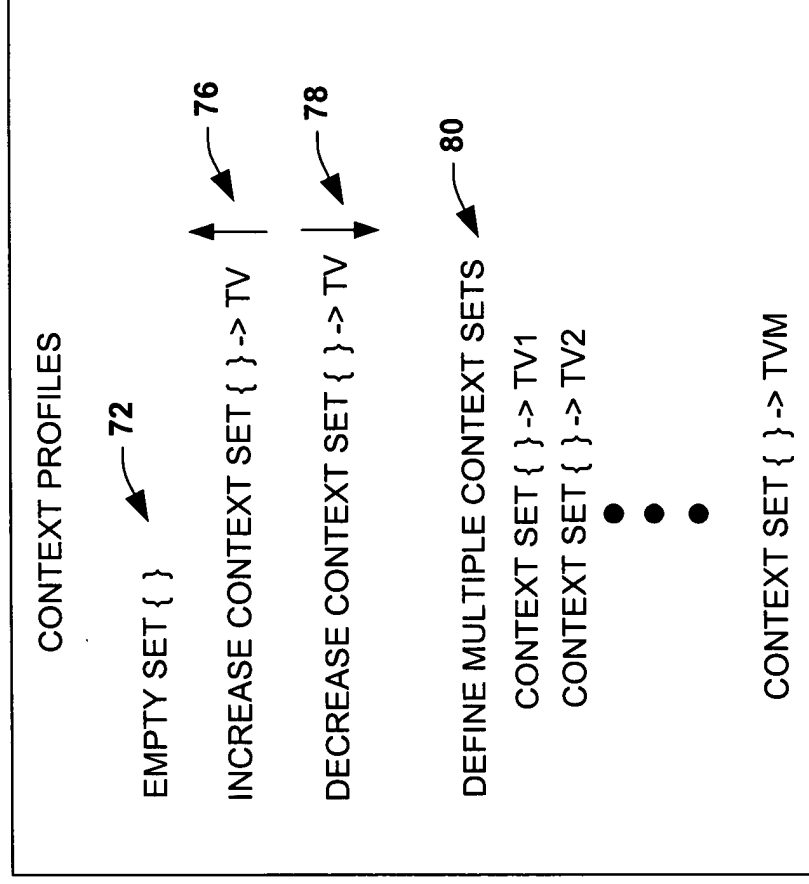 CONTEXT PROFILES
72
EMPTY SET { }
76
INCREASE CONTEXT SET { } -> TV
78
DECREASE CONTEXT SET { } -> TV
80
DEFINE MULTIPLE CONTEXT SETS
CONTEXT SET { } -> TV1
CONTEXT SET { } -> TV2
CONTEXT SET { } -> TVM